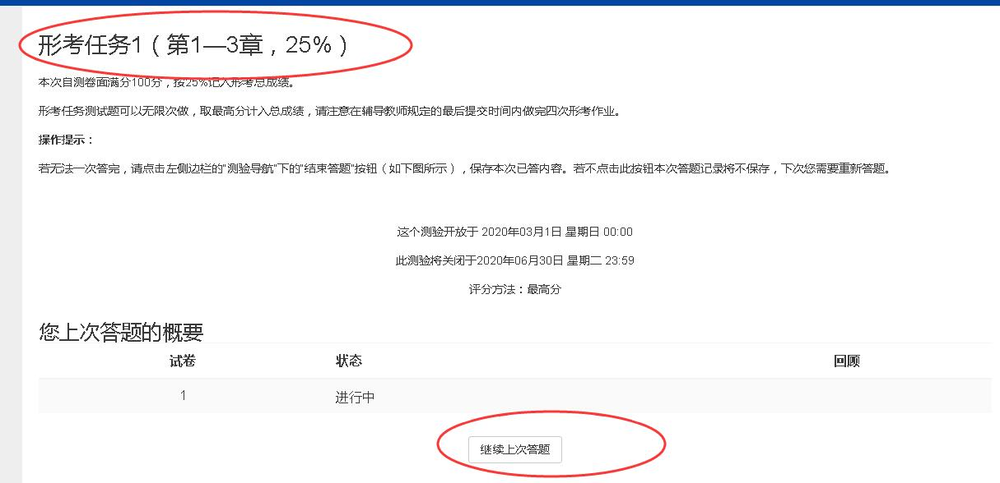 形考任务1（第1—3章，25%）
本次自测卷面满分100分，按25%记入形考总成绩。
形考任务测试题可以无限次做，取最高分计入总成绩，请注意在辅导教师规定的最后提交时间内做完四次形考作业。
操作提示：
若无法一次答完，请点击左侧边栏的“测验导航”下的“结束答题”按钮（如下图所示），保存本次已答内容。若不点击此按钮本次答题记录将不保存，下次您需要重新答题。
这个测验开放于 2020年03月1日 星期日 00:00
此测验将关闭于2020年06月30日 星期二 23:59
评分方法：最高分
您上次答题的概要
试卷 状态 回顾
1 进行中
继续上次答题